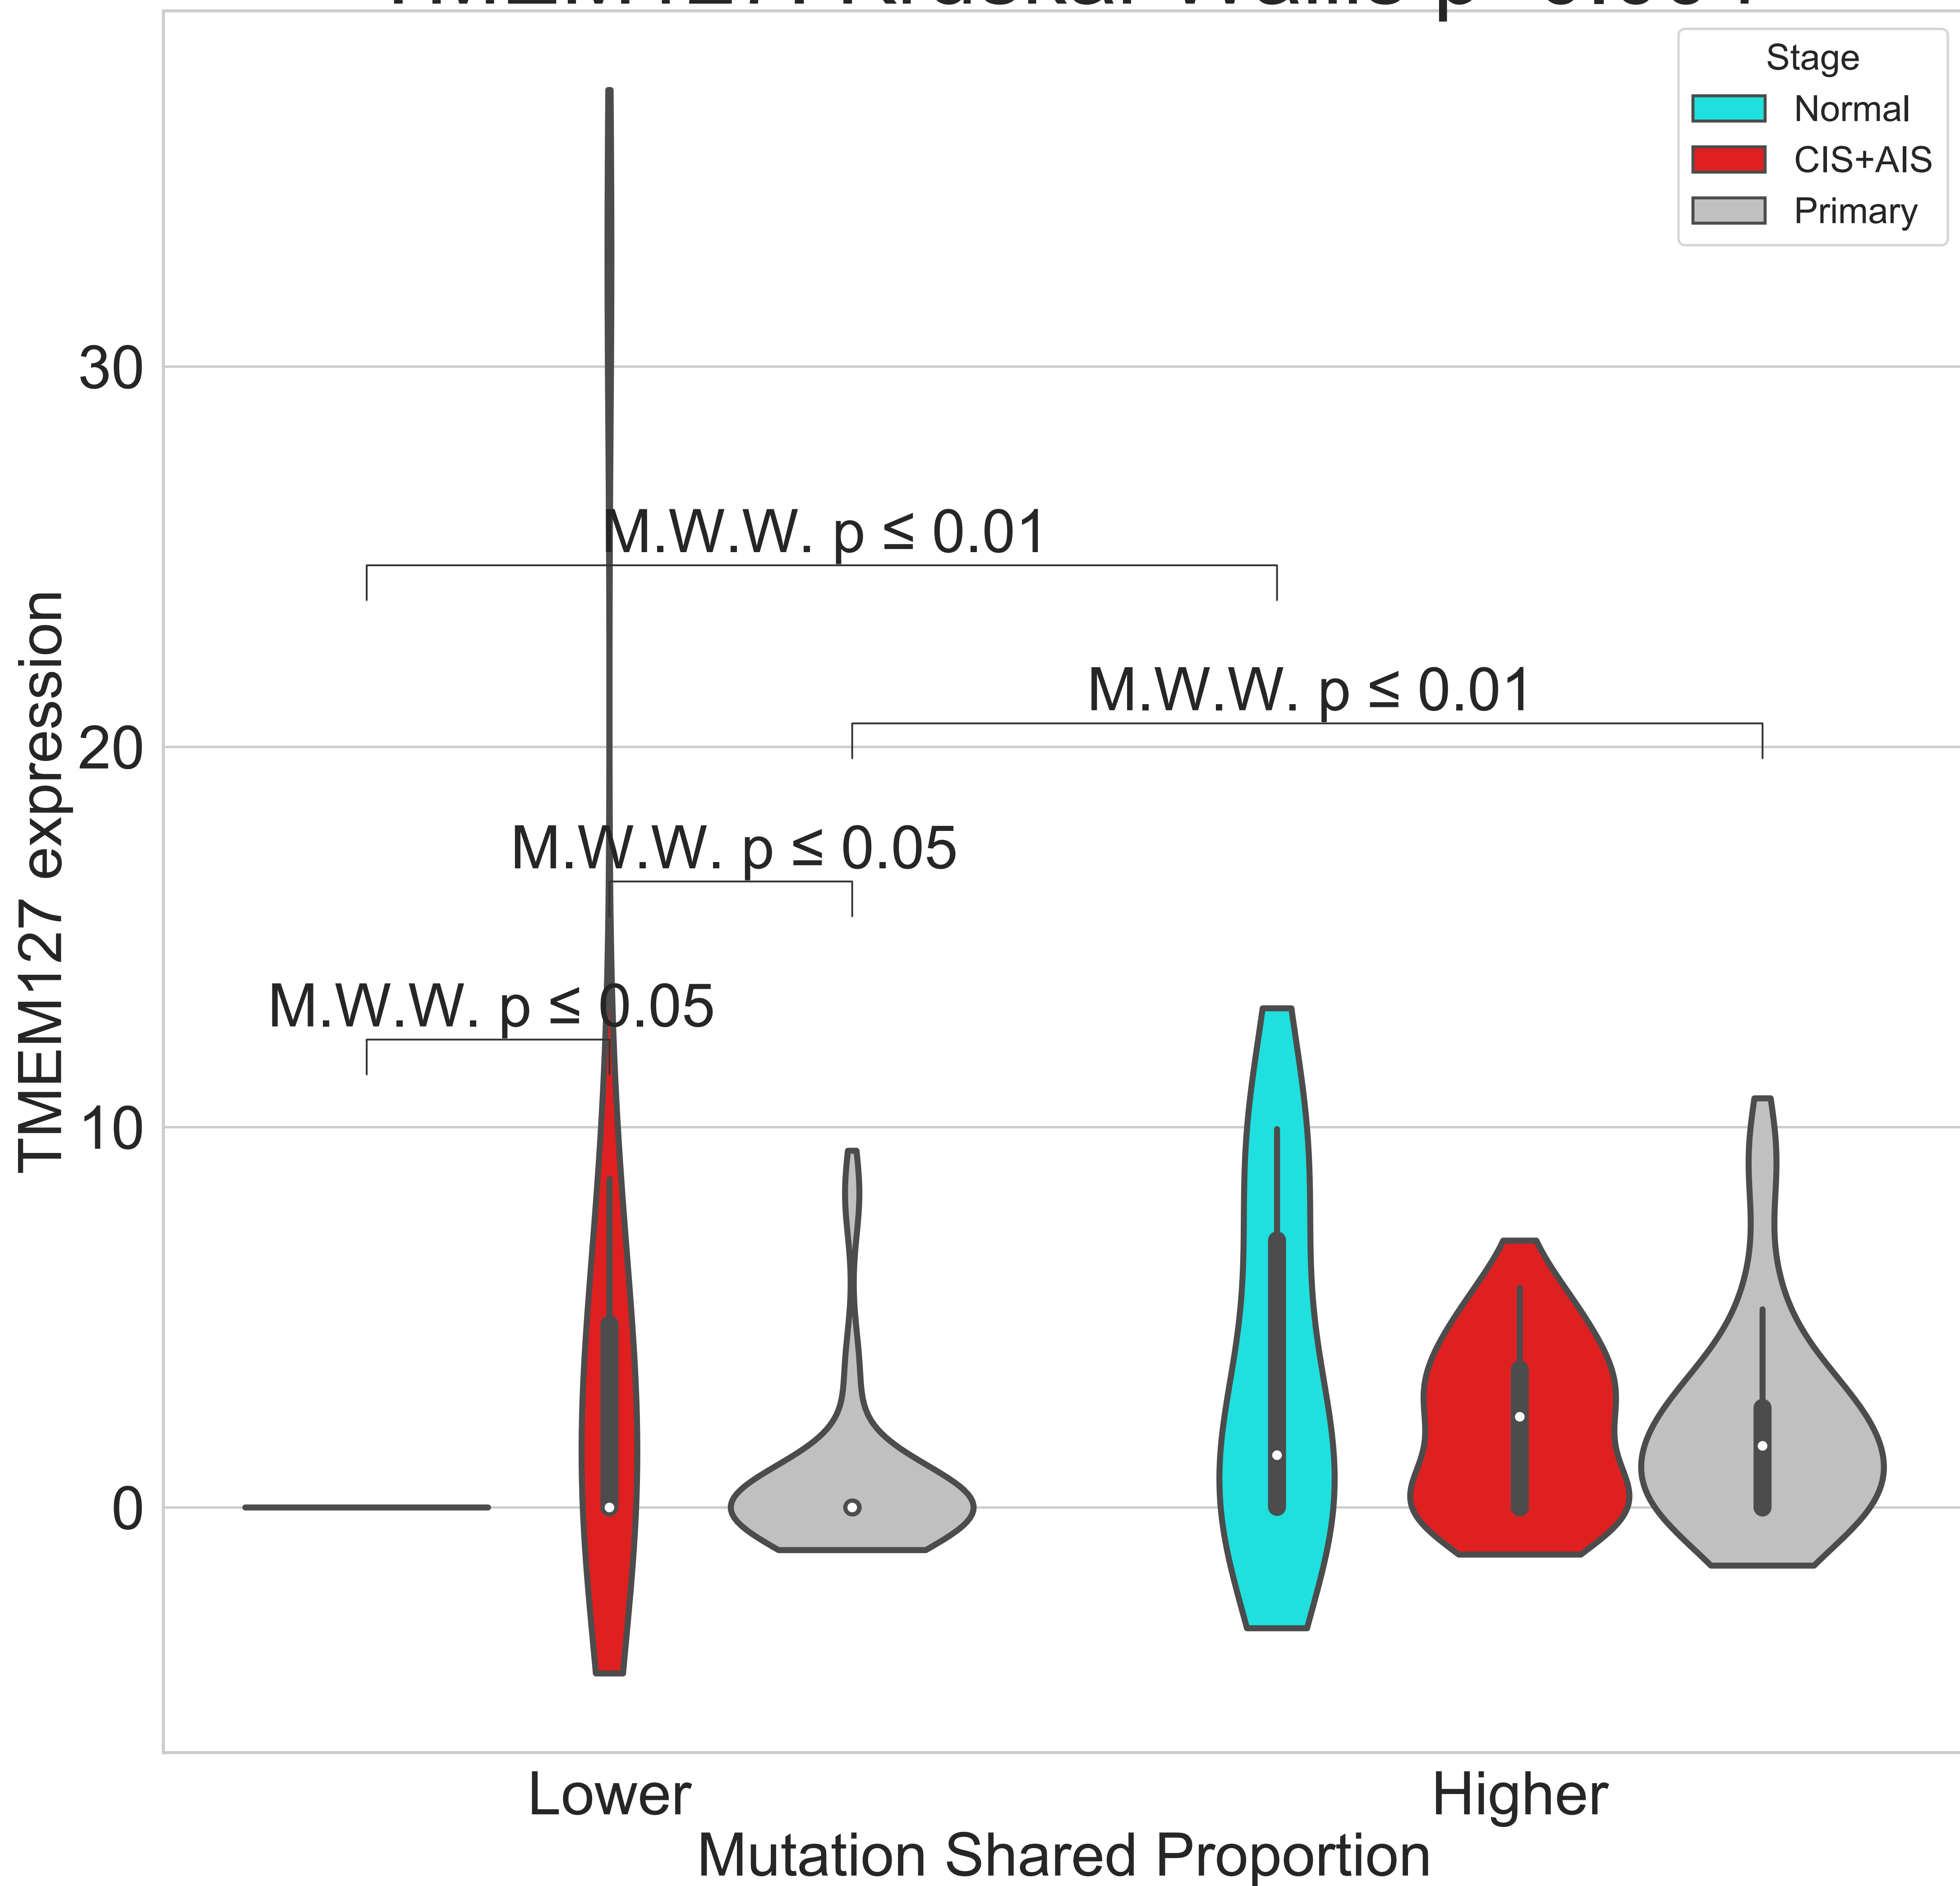 Stage
Normal
CIS+AIS
Primary
30
20
10
0
TMEM127 expression
M.W.W. p ≤ 0.01
M.W.W. p ≤ 0.01
M.W.W. p ≤ 0.05
M.W.W. p ≤ 0.05
Lower
Higher
Mutation Shared Proportion